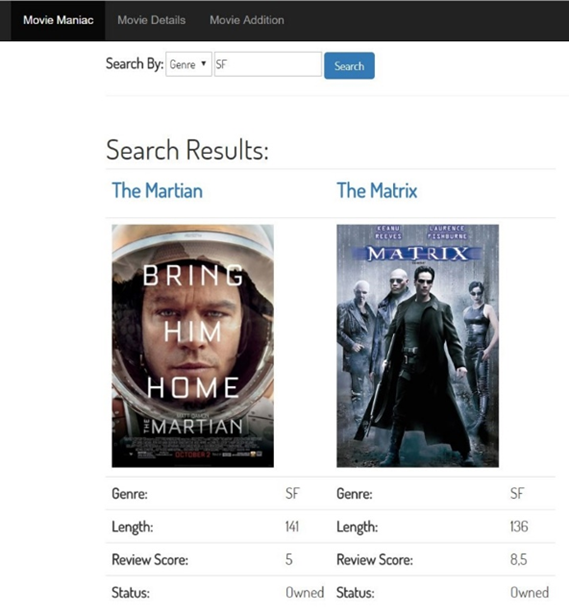 Movie Maniac Movie Details Movie Addition
Search By: Genre SF Search
Search Results:
The Martian The Matrix
BRING
HIM
HOME
MATT DAMON
THE MARTIAN
OCTOBER 2
KEANU REEVES LAURENCE FISHBURNE
MATRIX
Genre: SF Genre: SF
Length: 141 Length: 136
Review Score: 5 Review Score: 8,5
Status: Owned Status: Owned